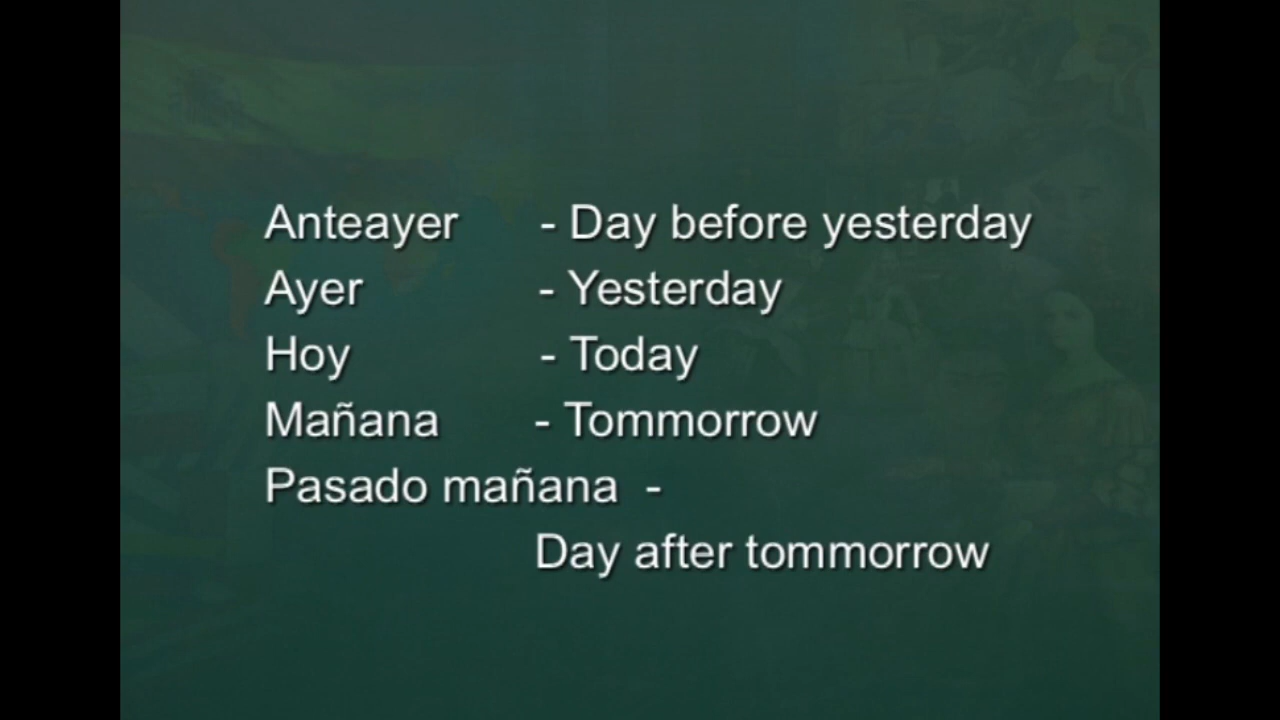 Anteayer - Day before yesterday
Ayer - Yesterday
Hoy - Today
Mañana - Tommorrow
Pasado mañana -
Day after tommorrow